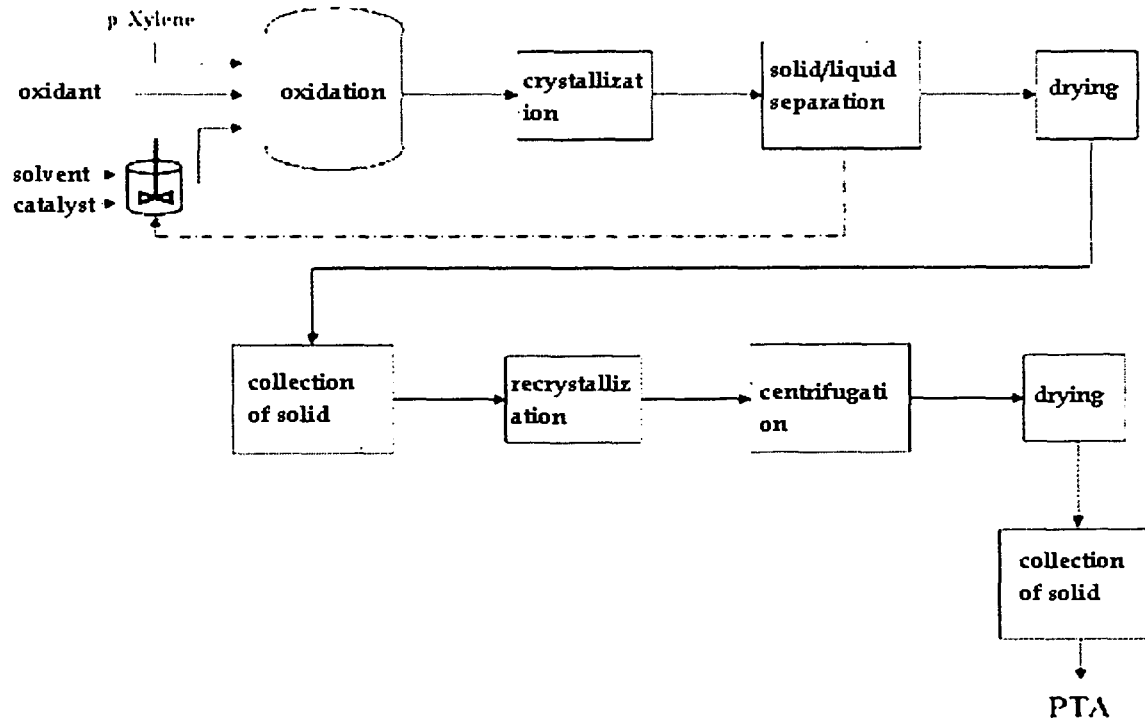 p Xylene
oxidant
oxidation
crystallizat
ion
solid/liquid
separation
drying
solvent
catalyst
collection
of solid
recrystalliz
ation
centrifugati
on
drying
collection
of solid
PTA